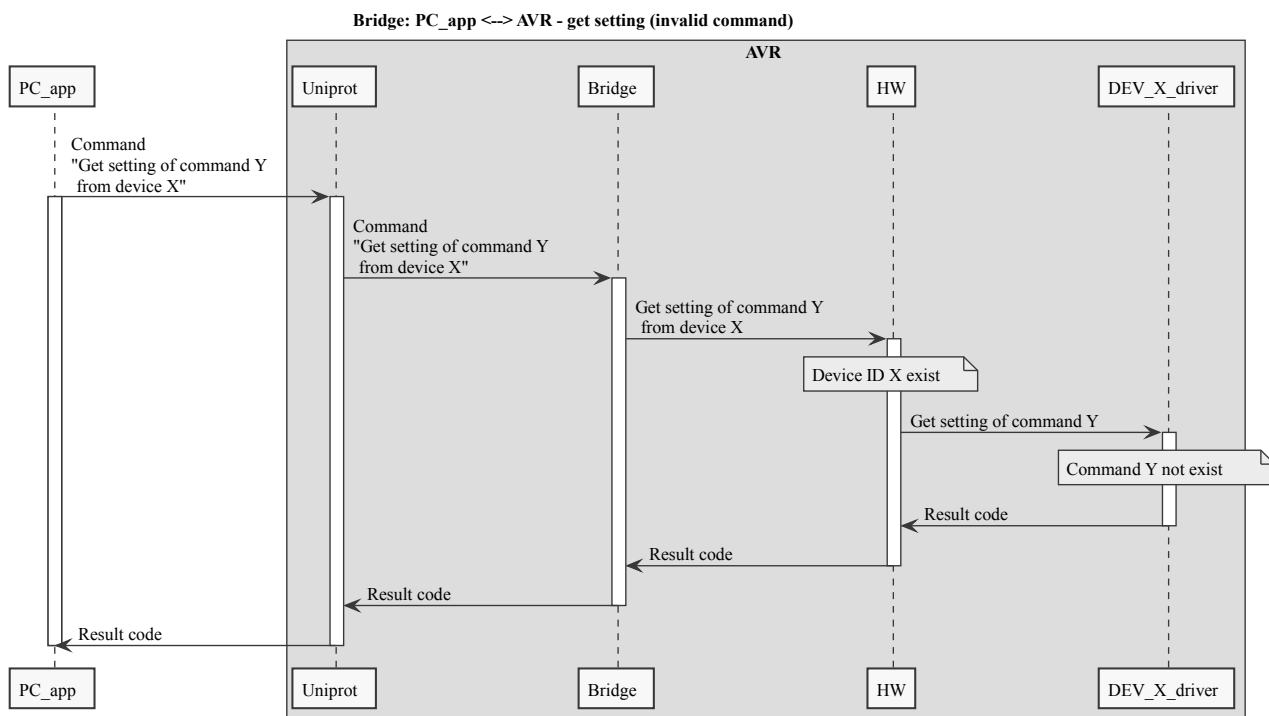 Bridge: PC_app <--> AVR - get setting (invalid command)
AVR
PC_app
Uniprot
Bridge
HW
DEV_X_driver
Command
"Get setting of command Y
from device X"
Command
"Get setting of command Y
from device X"
Get setting of command Y
from device X
Device ID X exist
Get setting of command Y
Command Y not exist
Result code
Result code
Result code
Result code
PC_app
Uniprot
Bridge
HW
DEV_X_driver